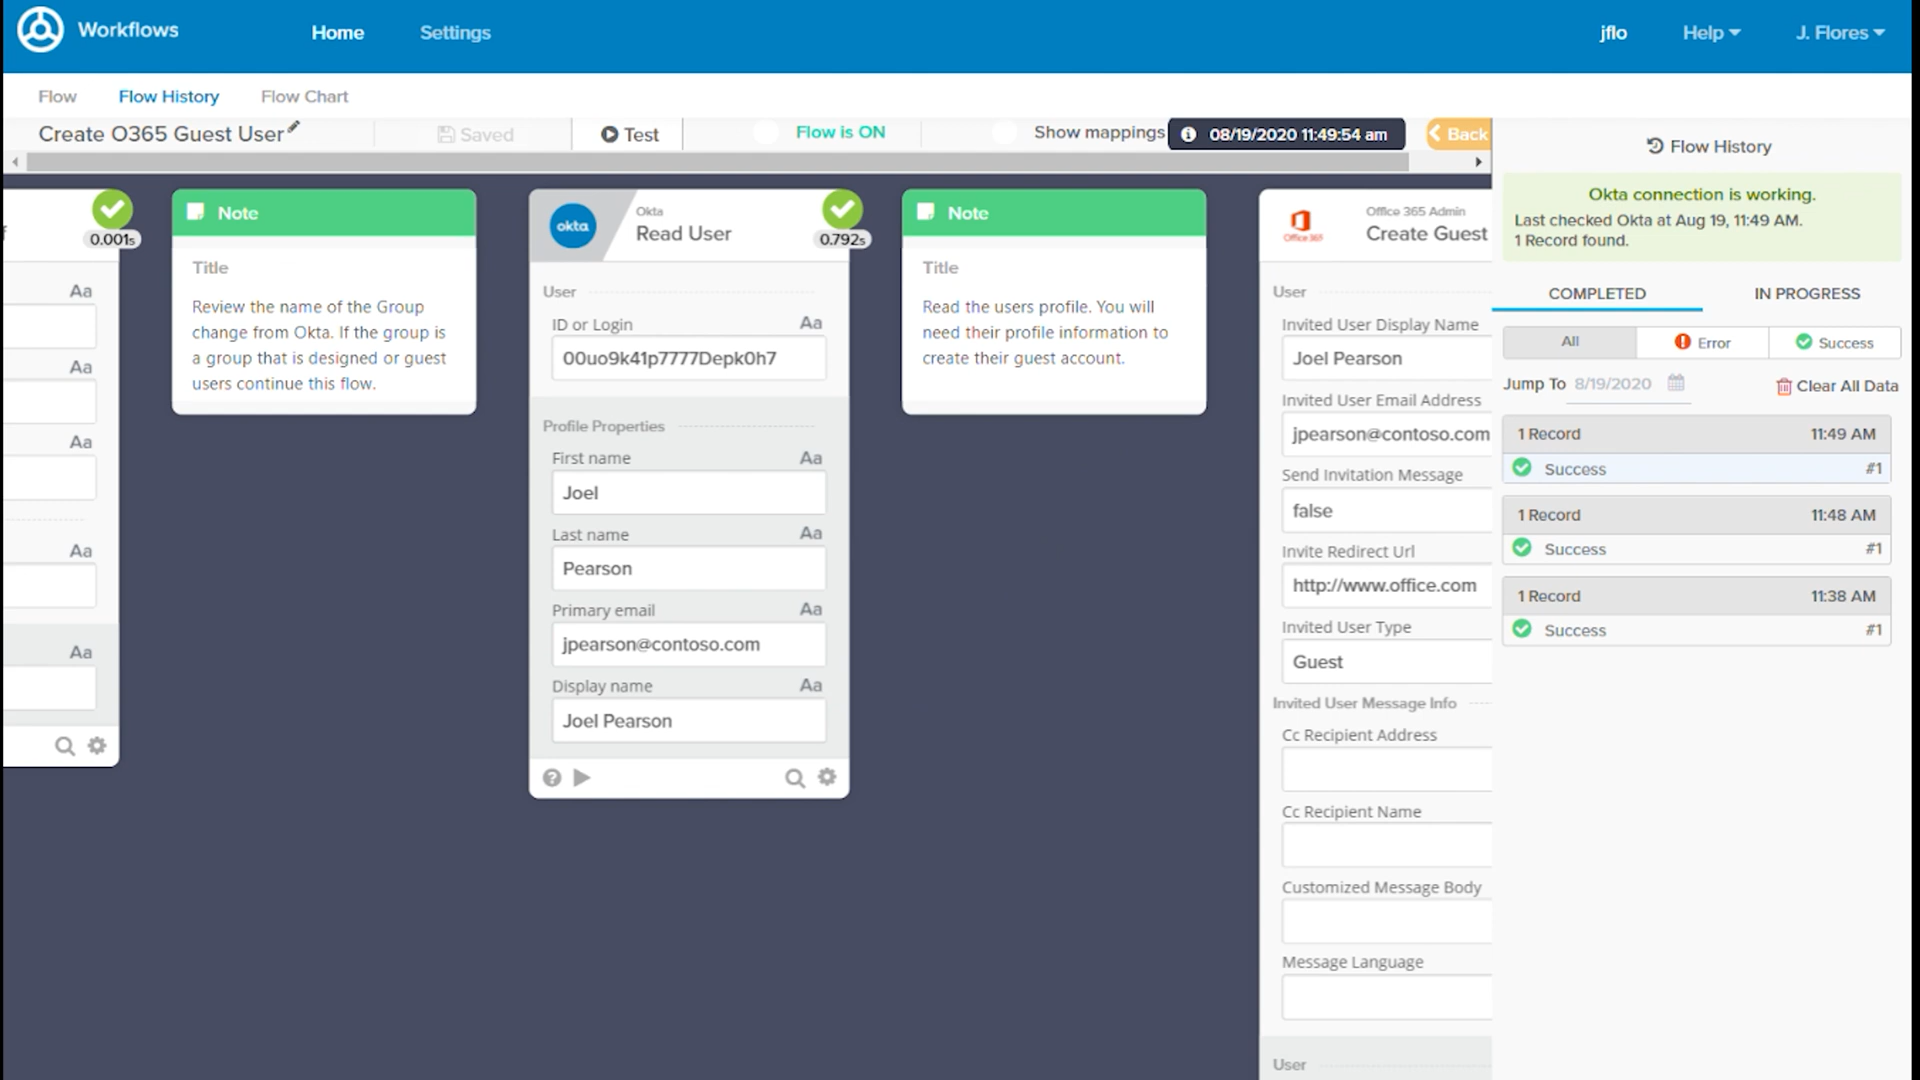 Workflows
Home
Settings
jflo
Help
J. Flores
Flow
Flow History
Flow Chart
Create O365 Guest User
Saved
Test
Flow is ON
Show mappings
08/19/2020 11:49:54 am
Back
f
0.001s
Aa
Aa
Aa
Aa
Aa
Note
Title
Review the name of the Group
change from Okta. If the group is
a group that is designed or guest
users continue this flow.
okta
Okta
Read User
0.792s
User
ID or Login
Aa
00uo9k41p7777Depk0h7
Profile Properties
First name
Aa
Joel
Last name
Aa
Pearson
Primary email
Aa
jpearson@contoso.com
Display name
Aa
Joel Pearson
Note
Title
Read the users profile. You will
need their profile information to
create their guest account.
Office 365
Office 365 Admin
Create Guest
User
Invited User Display Name
Joel Pearson
Invited User Email Address
jpearson@contoso.com
Send Invitation Message
false
Invite Redirect Url
http://www.office.com
Invited User Type
Guest
Invited User Message Info
Cc Recipient Address
Cc Recipient Name
Customized Message Body
Message Language
User
Flow History
Okta connection is working.
Last checked Okta at Aug 19, 11:49 AM.
1 Record found.
COMPLETED
IN PROGRESS
All
Error
Success
Jump To 8/19/2020
Clear All Data
1 Record 11:49 AM
Success #1
1 Record 11:48 AM
Success #1
1 Record 11:38 AM
Success #1